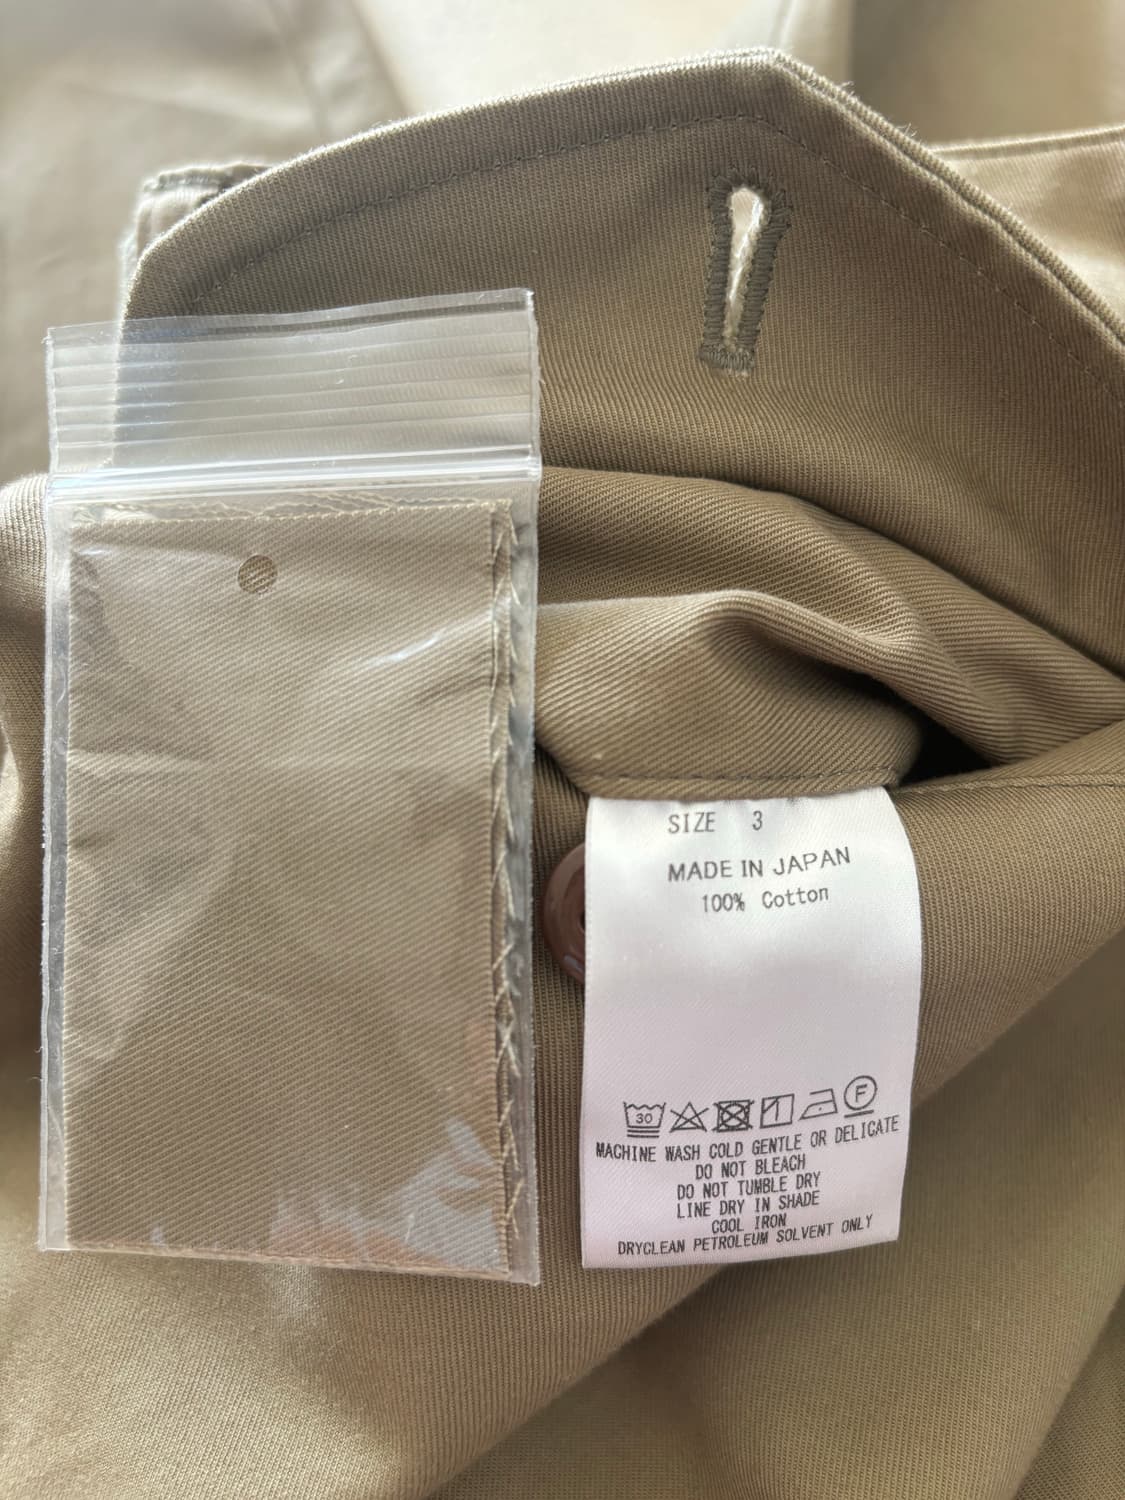 SIZE 3
MADE IN JAPAN
100% Cotton
30 F
MACHINE WASH COLD GENTLE OR DELICATE
DO NOT BLEACH
DO NOT TUMBLE DRY
LINE DRY IN SHADE
COOL IRON
DRYCLEAN PETROLEUM SOLVENT ONLY